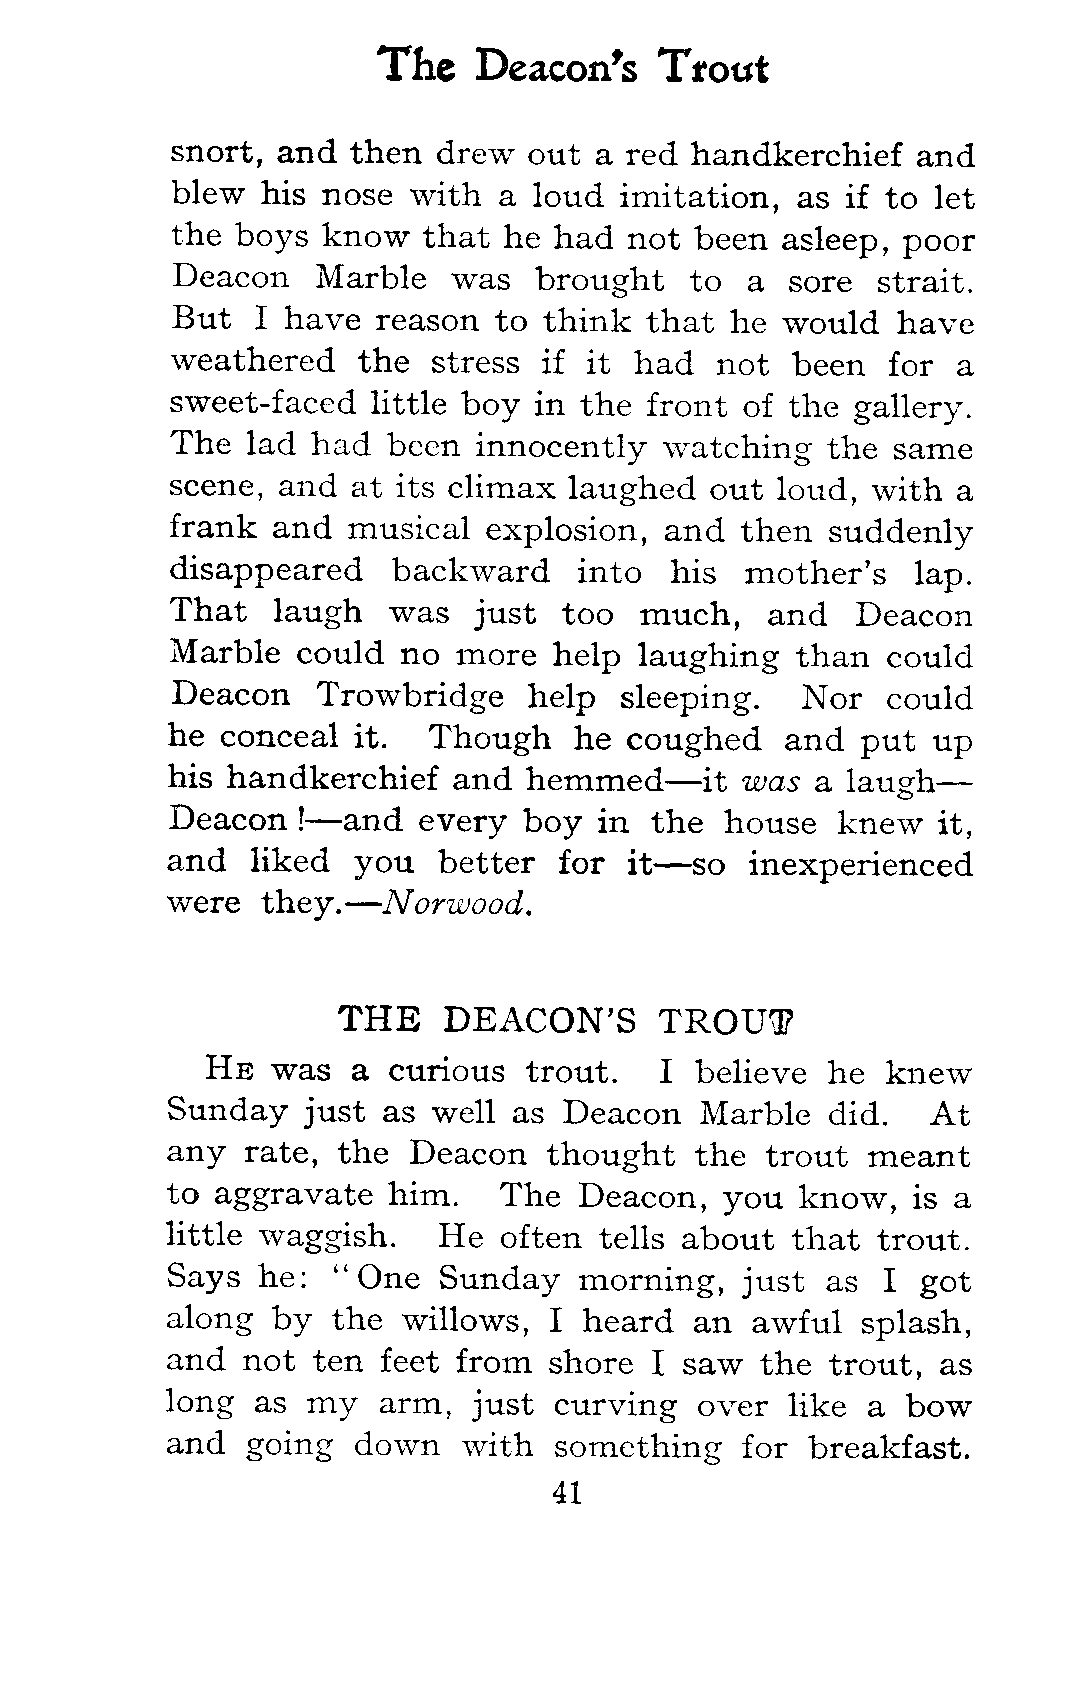 The Deacon's Trout
snort, and then drew out a red handkerchief and
blew his nose with a loud imitation, as if to let
the boys know that he had not been asleep, poor
Deacon Marble was brought to a sore strait.
But I have reason to think that he would have
weathered the stress if it had not been for a
sweet-faced little boy in the front of the gallery.
The lad had been innocently watching the same
scene, and at its climax laughed out loud, with a
frank and musical explosion, and then suddenly
disappeared backward into his mother's lap.
That laugh was just too much, and Deacon
Marble could no more help laughing than could
Deacon Trowbridge help sleeping. Nor could
he conceal it. Though he coughed and put up
his handkerchief and hemmed—it was a laugh—
Deacon!—and every boy in the house knew it,
and liked you better for it—so inexperienced
were they.—Norwood.
THE DEACON'S TROUT
HE was a curious trout. I believe he knew
Sunday just as well as Deacon Marble did. At
any rate, the Deacon thought the trout meant
to aggravate him. The Deacon, you know, is a
little waggish. He often tells about that trout.
Says he: "One Sunday morning, just as I got
along by the willows, I heard an awful splash,
and not ten feet from shore I saw the trout, as
long as my arm, just curving over like a bow
and going down with something for breakfast.
41